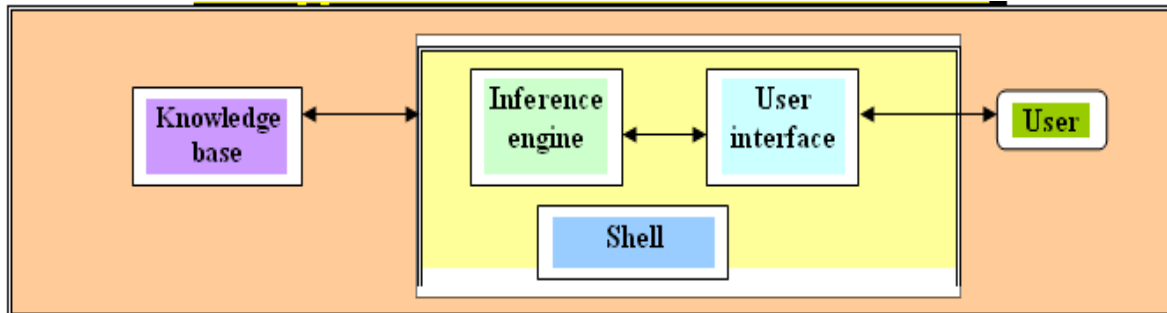 Knowledge
base
Inference
engine
User
interface
User
Shell